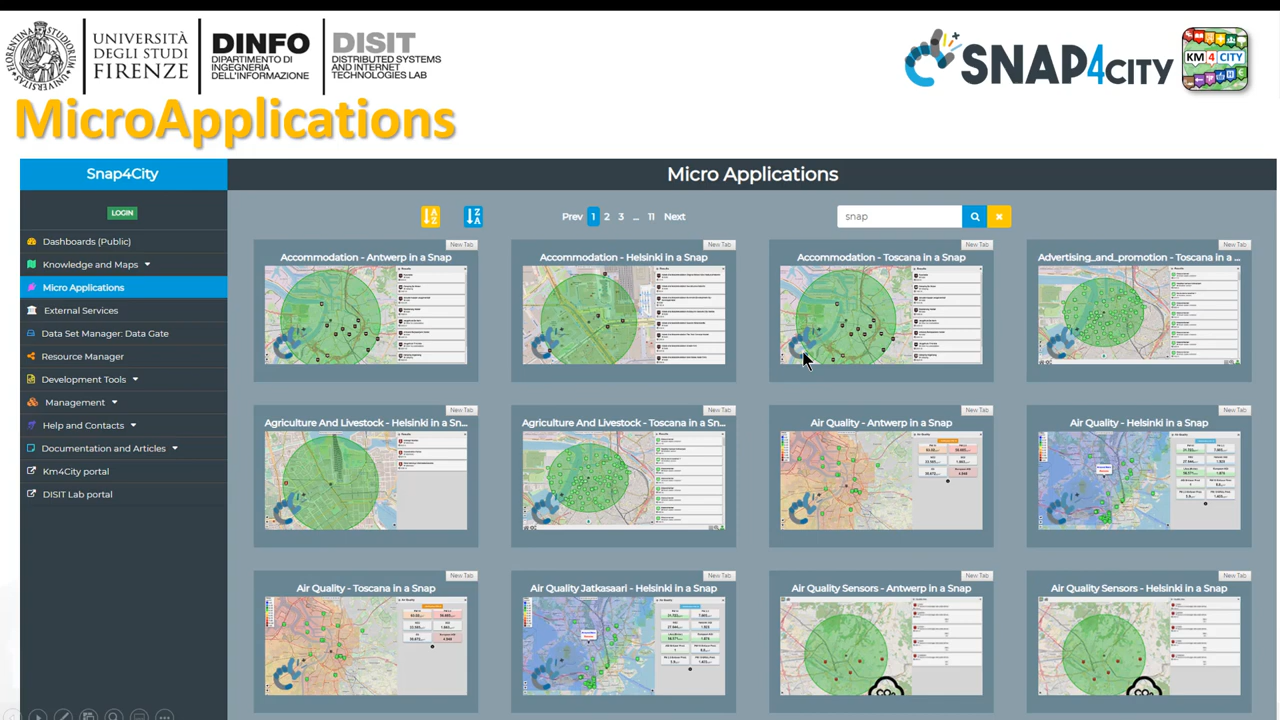 UNIVERSITÀ
DEGLI STUDI
FIRENZE
DINFO
DIPARTIMENTO DI
INGEGNERIA
DELL'INFORMAZIONE
DISIT
DISTRIBUTED SYSTEMS
AND INTERNET
TECHNOLOGIES LAB
SNAP4CITY
KM4CITY
MicroApplications
Snap4City
Micro Applications
LOGIN
Prev 1 2 3 ... 11 Next
snap
Dashboards (Public)
Knowledge and Maps
Micro Applications
External Services
Data Set Manager: Data Gate
Resource Manager
Development Tools
Management
Help and Contacts
Documentation and Articles
Km4City portal
DISIT Lab portal
New Tab
New Tab
New Tab
New Tab
Accommodation - Antwerp in a Snap
Accommodation - Helsinki in a Snap
Accommodation - Toscana in a Snap
Advertising_and_promotion - Toscana in a ...
New Tab
New Tab
New Tab
New Tab
Agriculture And Livestock - Helsinki in a Sn...
Agriculture And Livestock - Toscana in a Sn...
Air Quality - Antwerp in a Snap
Air Quality - Helsinki in a Snap
New Tab
New Tab
New Tab
New Tab
Air Quality - Toscana in a Snap
Air Quality Jatkasaari - Helsinki in a Snap
Air Quality Sensors - Antwerp in a Snap
Air Quality Sensors - Helsinki in a Snap